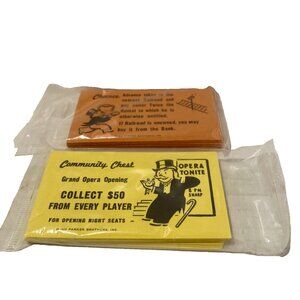 Chance
Advance token to the
nearest Railroad and
pay owner Twice the
Rental to which he is
otherwise entitled.
If Railroad is unowned, you may
buy it from the Bank.
Community Chest
Grand Opera Opening
COLLECT $50
FROM EVERY PLAYER
FOR OPENING NIGHT SEATS
PARKER BROTHERS, INC.
OPERA
TONITE
8 PM
SHARP